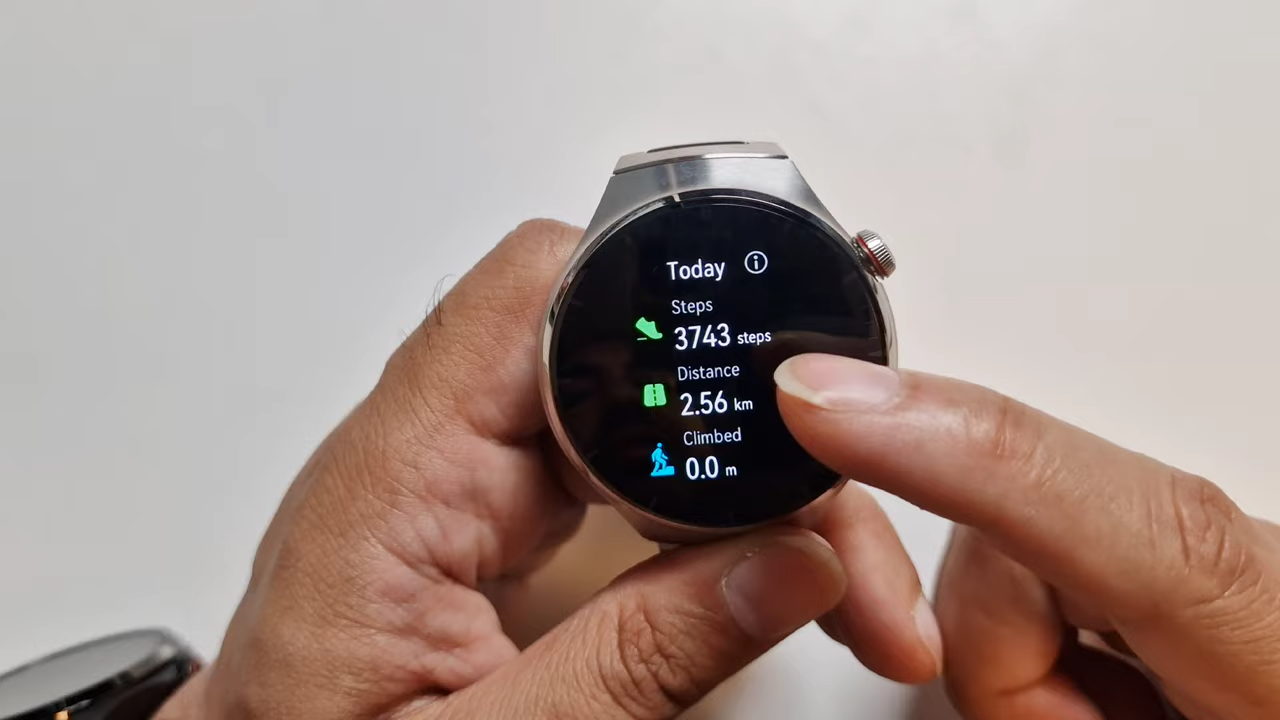 Today
Steps
3743 steps
Distance
2.56 km
Climbed
0.0 m